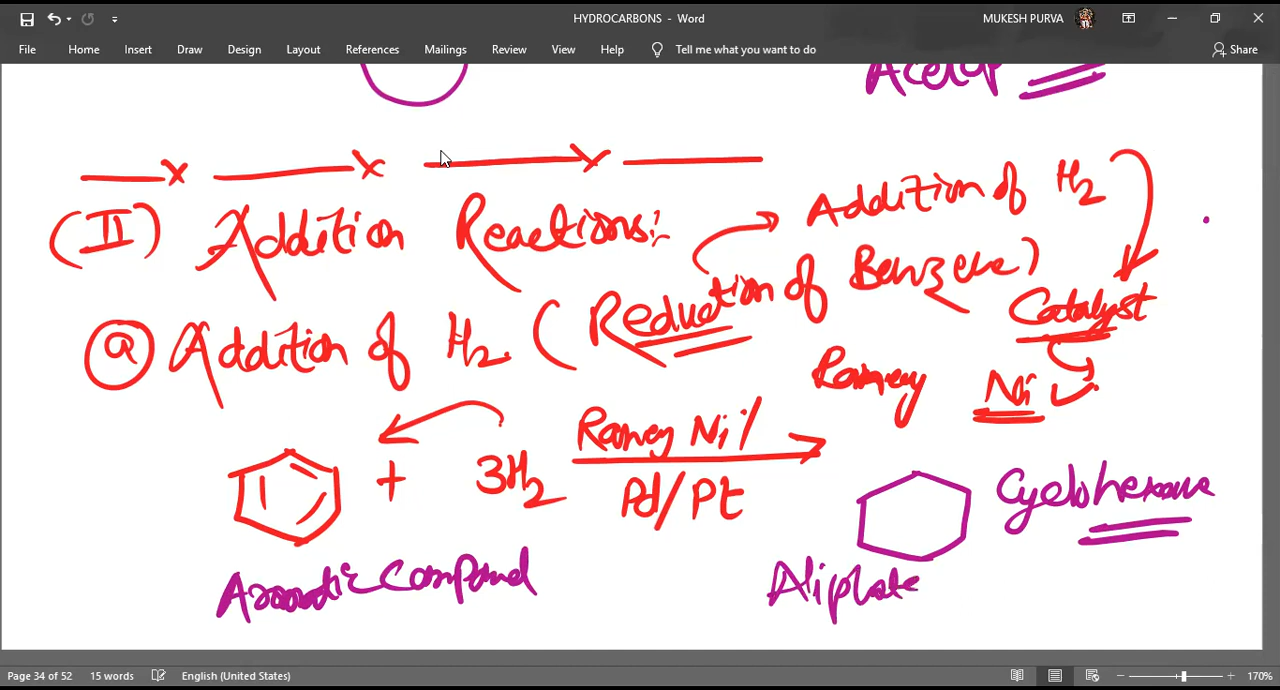 HYDROCARBONS - Word
MUKESH PURVA
File Home Insert Draw Design Layout References Mailings Review View Help Tell me what you want to do Share
(II) Addition Reactions:
Addition of H2
(a) Addition of H2. (Reduction of Benzene)
Catalyst
Raney Ni
+ 3H2 Raney Ni/
Pd/Pt
Cyclohexane
Aromatic Compound
Aliphate
Page 34 of 52 15 words English (United States) 170%